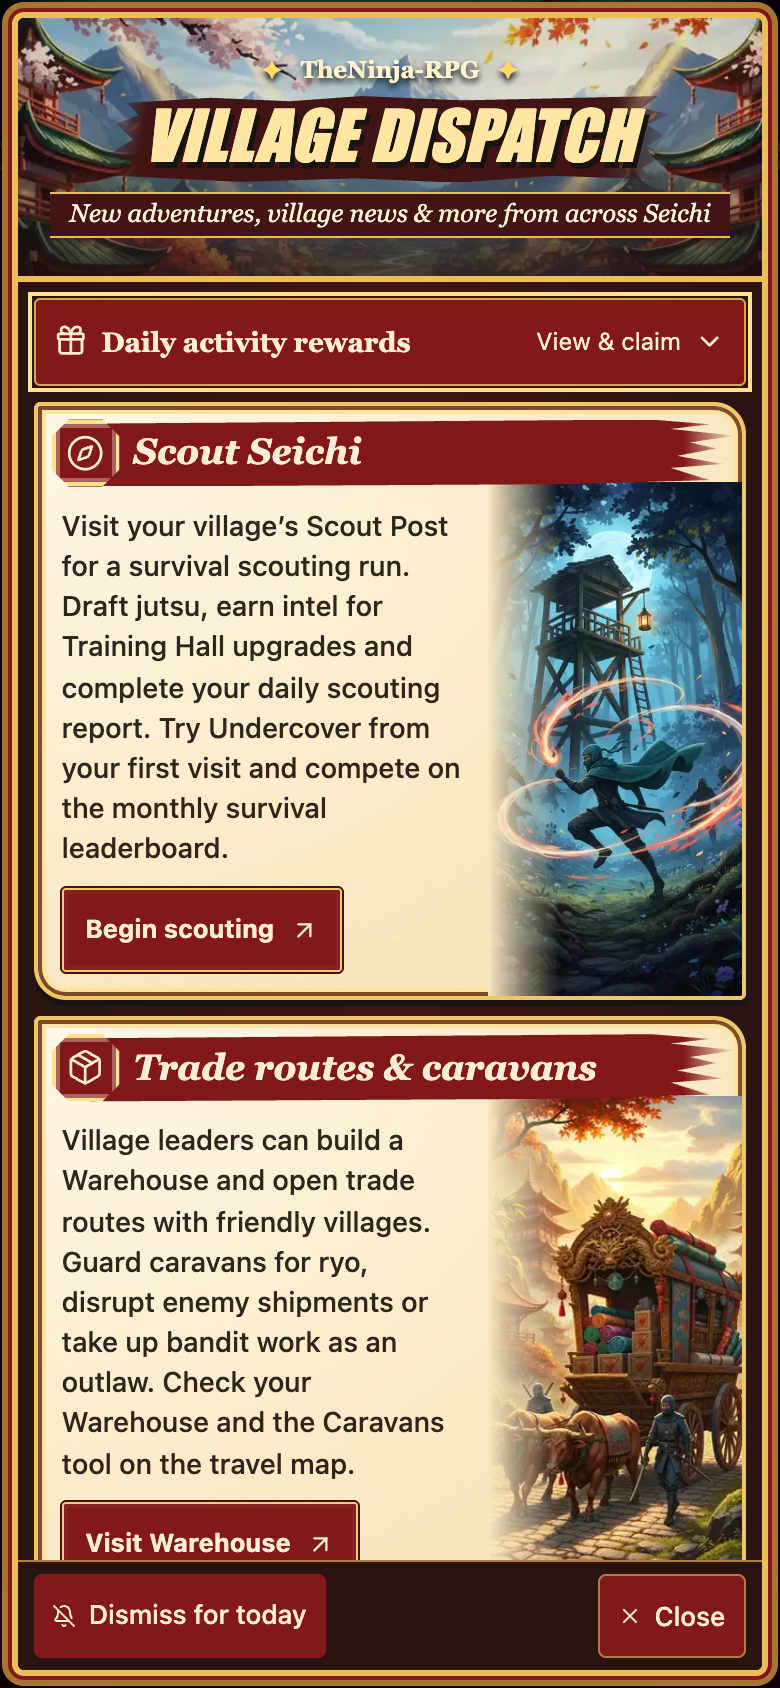 TheNinja-RPG
VILLAGE DISPATCH
New adventures, village news & more from across Seichi
Daily activity rewards
View & claim
Scout Seichi
Visit your village’s Scout Post
for a survival scouting run.
Draft jutsu, earn intel for
Training Hall upgrades and
complete your daily scouting
report. Try Undercover from
your first visit and compete on
the monthly survival
leaderboard.
Begin scouting
Trade routes & caravans
Village leaders can build a
Warehouse and open trade
routes with friendly villages.
Guard caravans for ryo,
disrupt enemy shipments or
take up bandit work as an
outlaw. Check your
Warehouse and the Caravans
tool on the travel map.
Visit Warehouse
Dismiss for today
Close